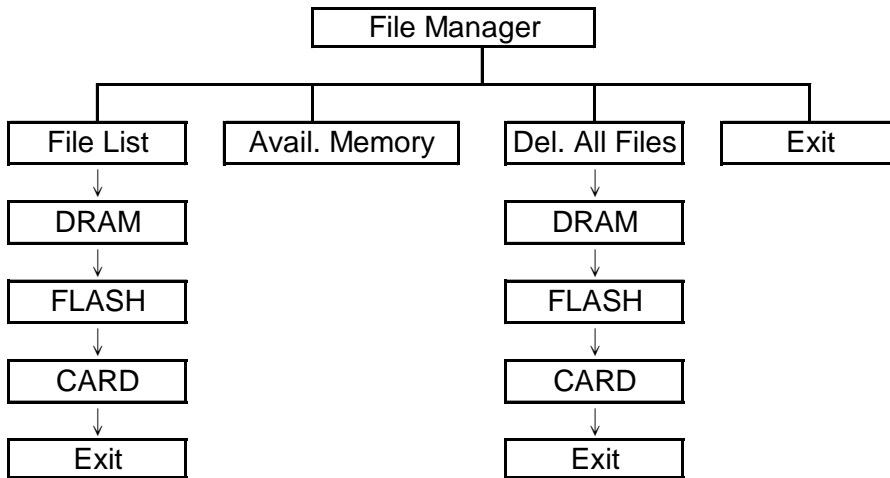 File Manager
File List
Avail. Memory
Del. All Files
Exit
DRAM
DRAM
FLASH
FLASH
CARD
CARD
Exit
Exit